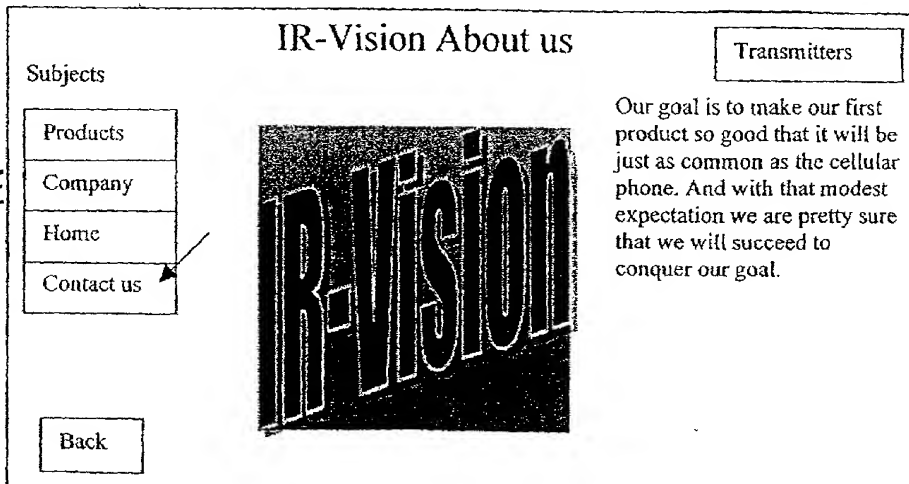 IR-Vision About us
Transmitters
Subjects
Products
Company
Home
Contact us
Back
IR-Vision
Our goal is to make our first
product so good that it will be
just as common as the cellular
phone. And with that modest
expectation we are pretty sure
that we will succeed to
conquer our goal.